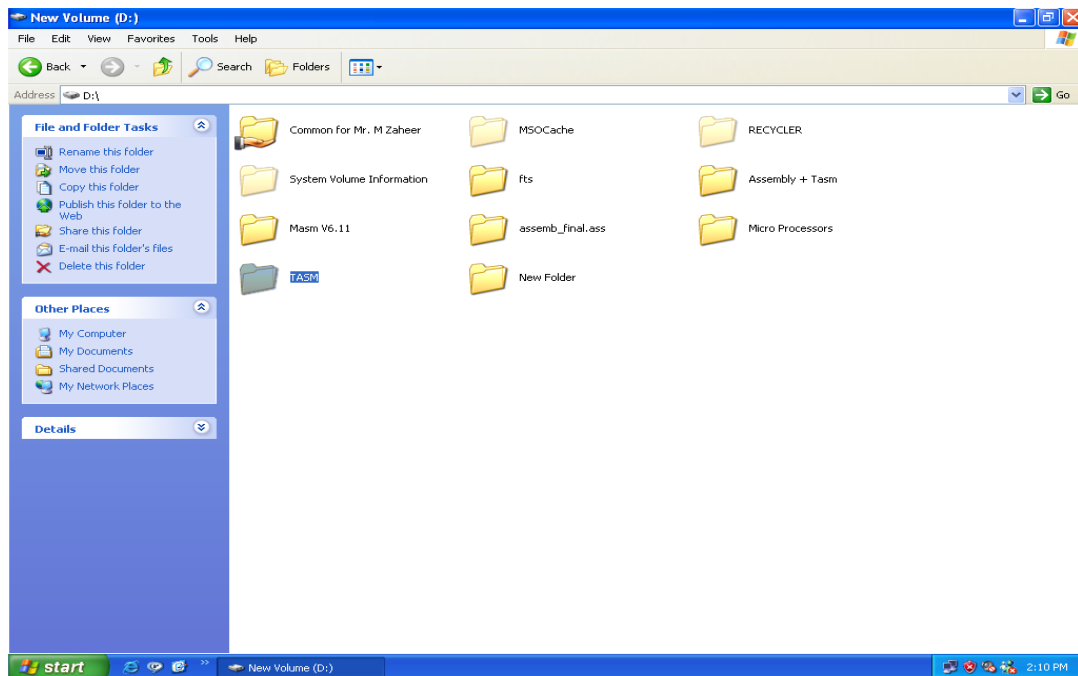 New Volume (D:)
File Edit View Favorites Tools Help
Back Search Folders
Address D:\ Go
File and Folder Tasks
Rename this folder
Move this folder
Copy this folder
Publish this folder to the
Web
Share this folder
E-mail this folder's files
Delete this folder
Other Places
My Computer
My Documents
Shared Documents
My Network Places
Details
Common for Mr. M Zaheer MSOCache RECYCLER
System Volume Information fts Assembly + Tasm
Masm V6.11 assemb_final.ass Micro Processors
TASM New Folder
start New Volume (D:) 2:10 PM